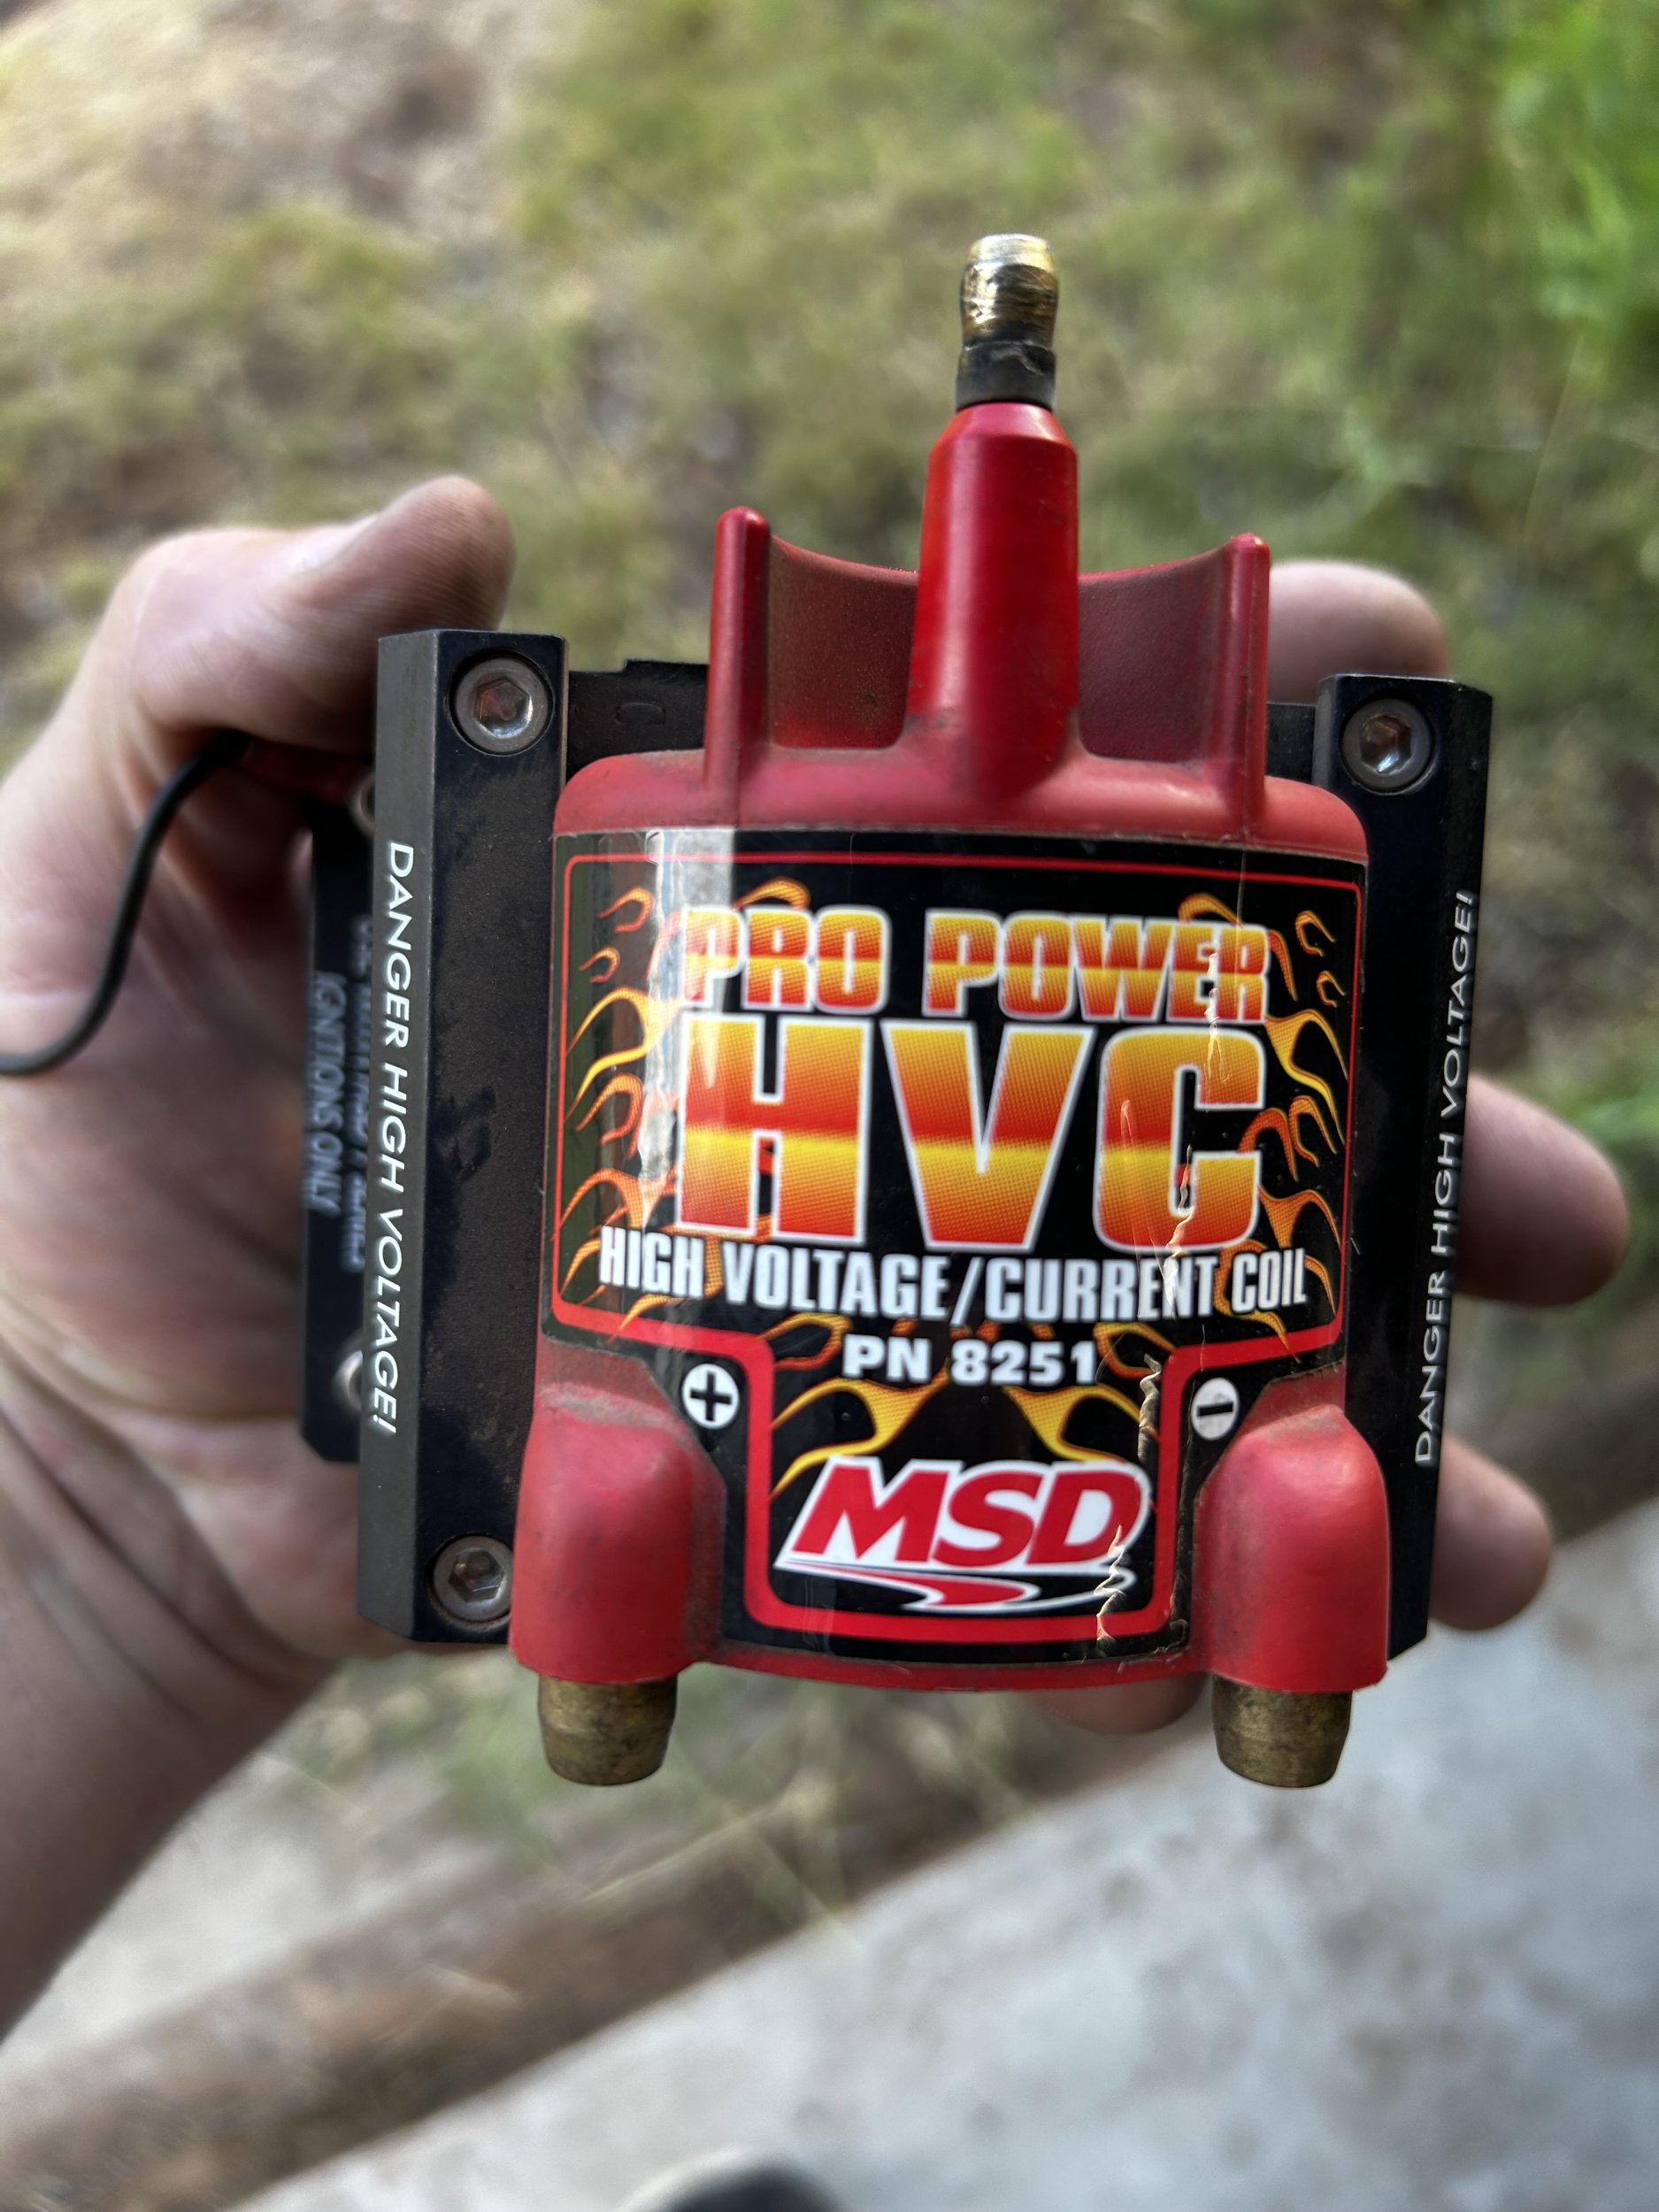 PRO POWER
HVC
HIGH VOLTAGE/CURRENT COIL
PN 8251
+
-
MSD
DANGER HIGH VOLTAGE!
DANGER HIGH VOLTAGE!
IGNITIONS ONLY